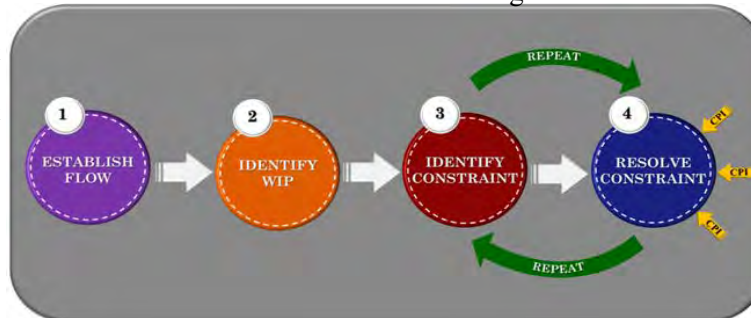 1
ESTABLISH
FLOW
2
IDENTIFY
WIP
3
IDENTIFY
CONSTRAINT
4
RESOLVE
CONSTRAINT
REPEAT
REPEAT
CPI
CPI
CPI